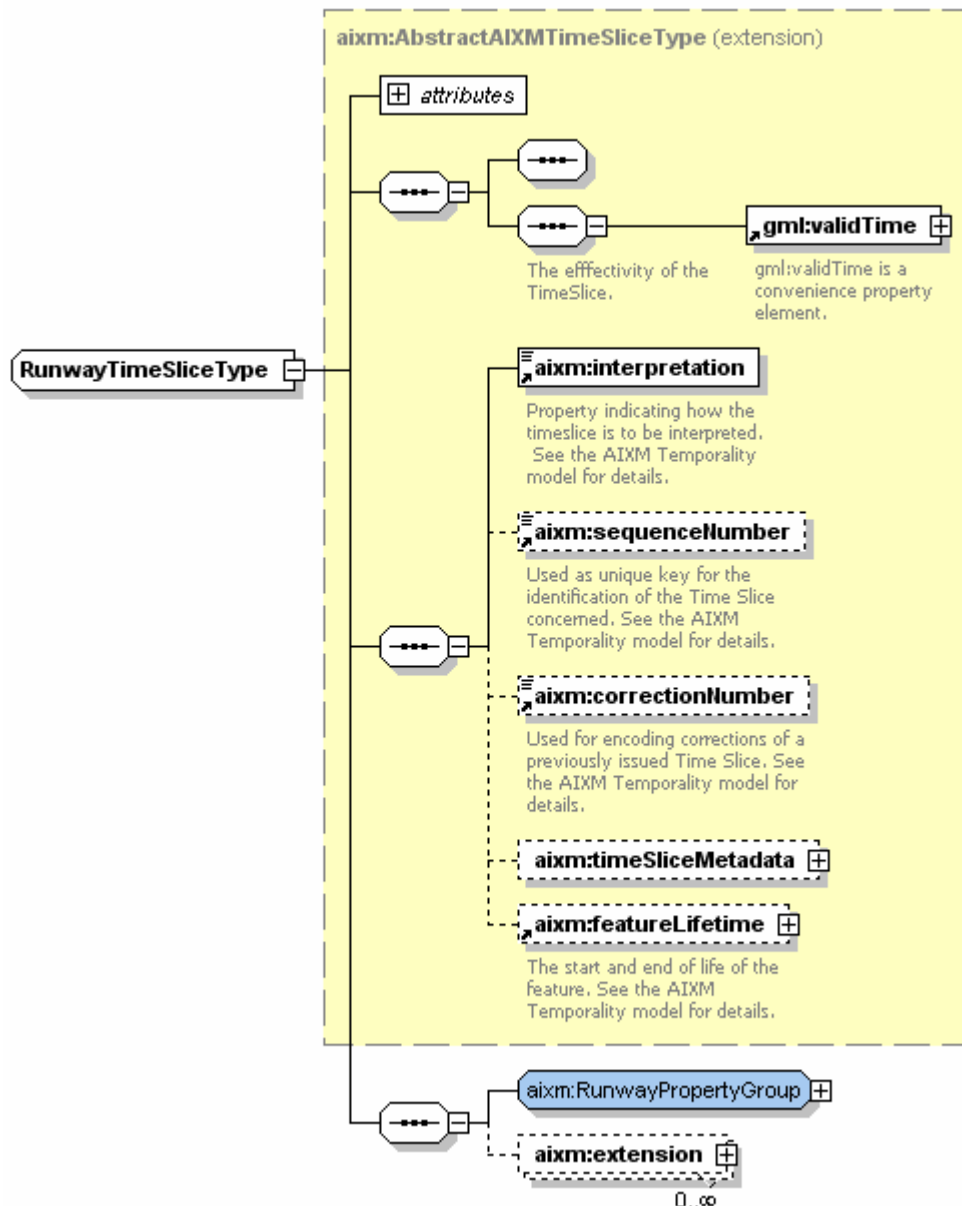 aixm:AbstractAIXMTimeSliceType (extension)
attributes
gml:validTime
The efffectivity of the
TimeSlice.
gml:validTime is a
convenience property
element.
RunwayTimeSliceType
aixm:interpretation
Property indicating how the
timeslice is to be interpreted.
See the AIXM Temporality
model for details.
aixm:sequenceNumber
Used as unique key for the
identification of the Time Slice
concerned. See the AIXM
Temporality model for details.
aixm:correctionNumber
Used for encoding corrections of a
previously issued Time Slice. See
the AIXM Temporality model for
details.
aixm:timeSliceMetadata
aixm:featureLifetime
The start and end of life of the
feature. See the AIXM
Temporality model for details.
aixm:RunwayPropertyGroup
aixm:extension
0..∞